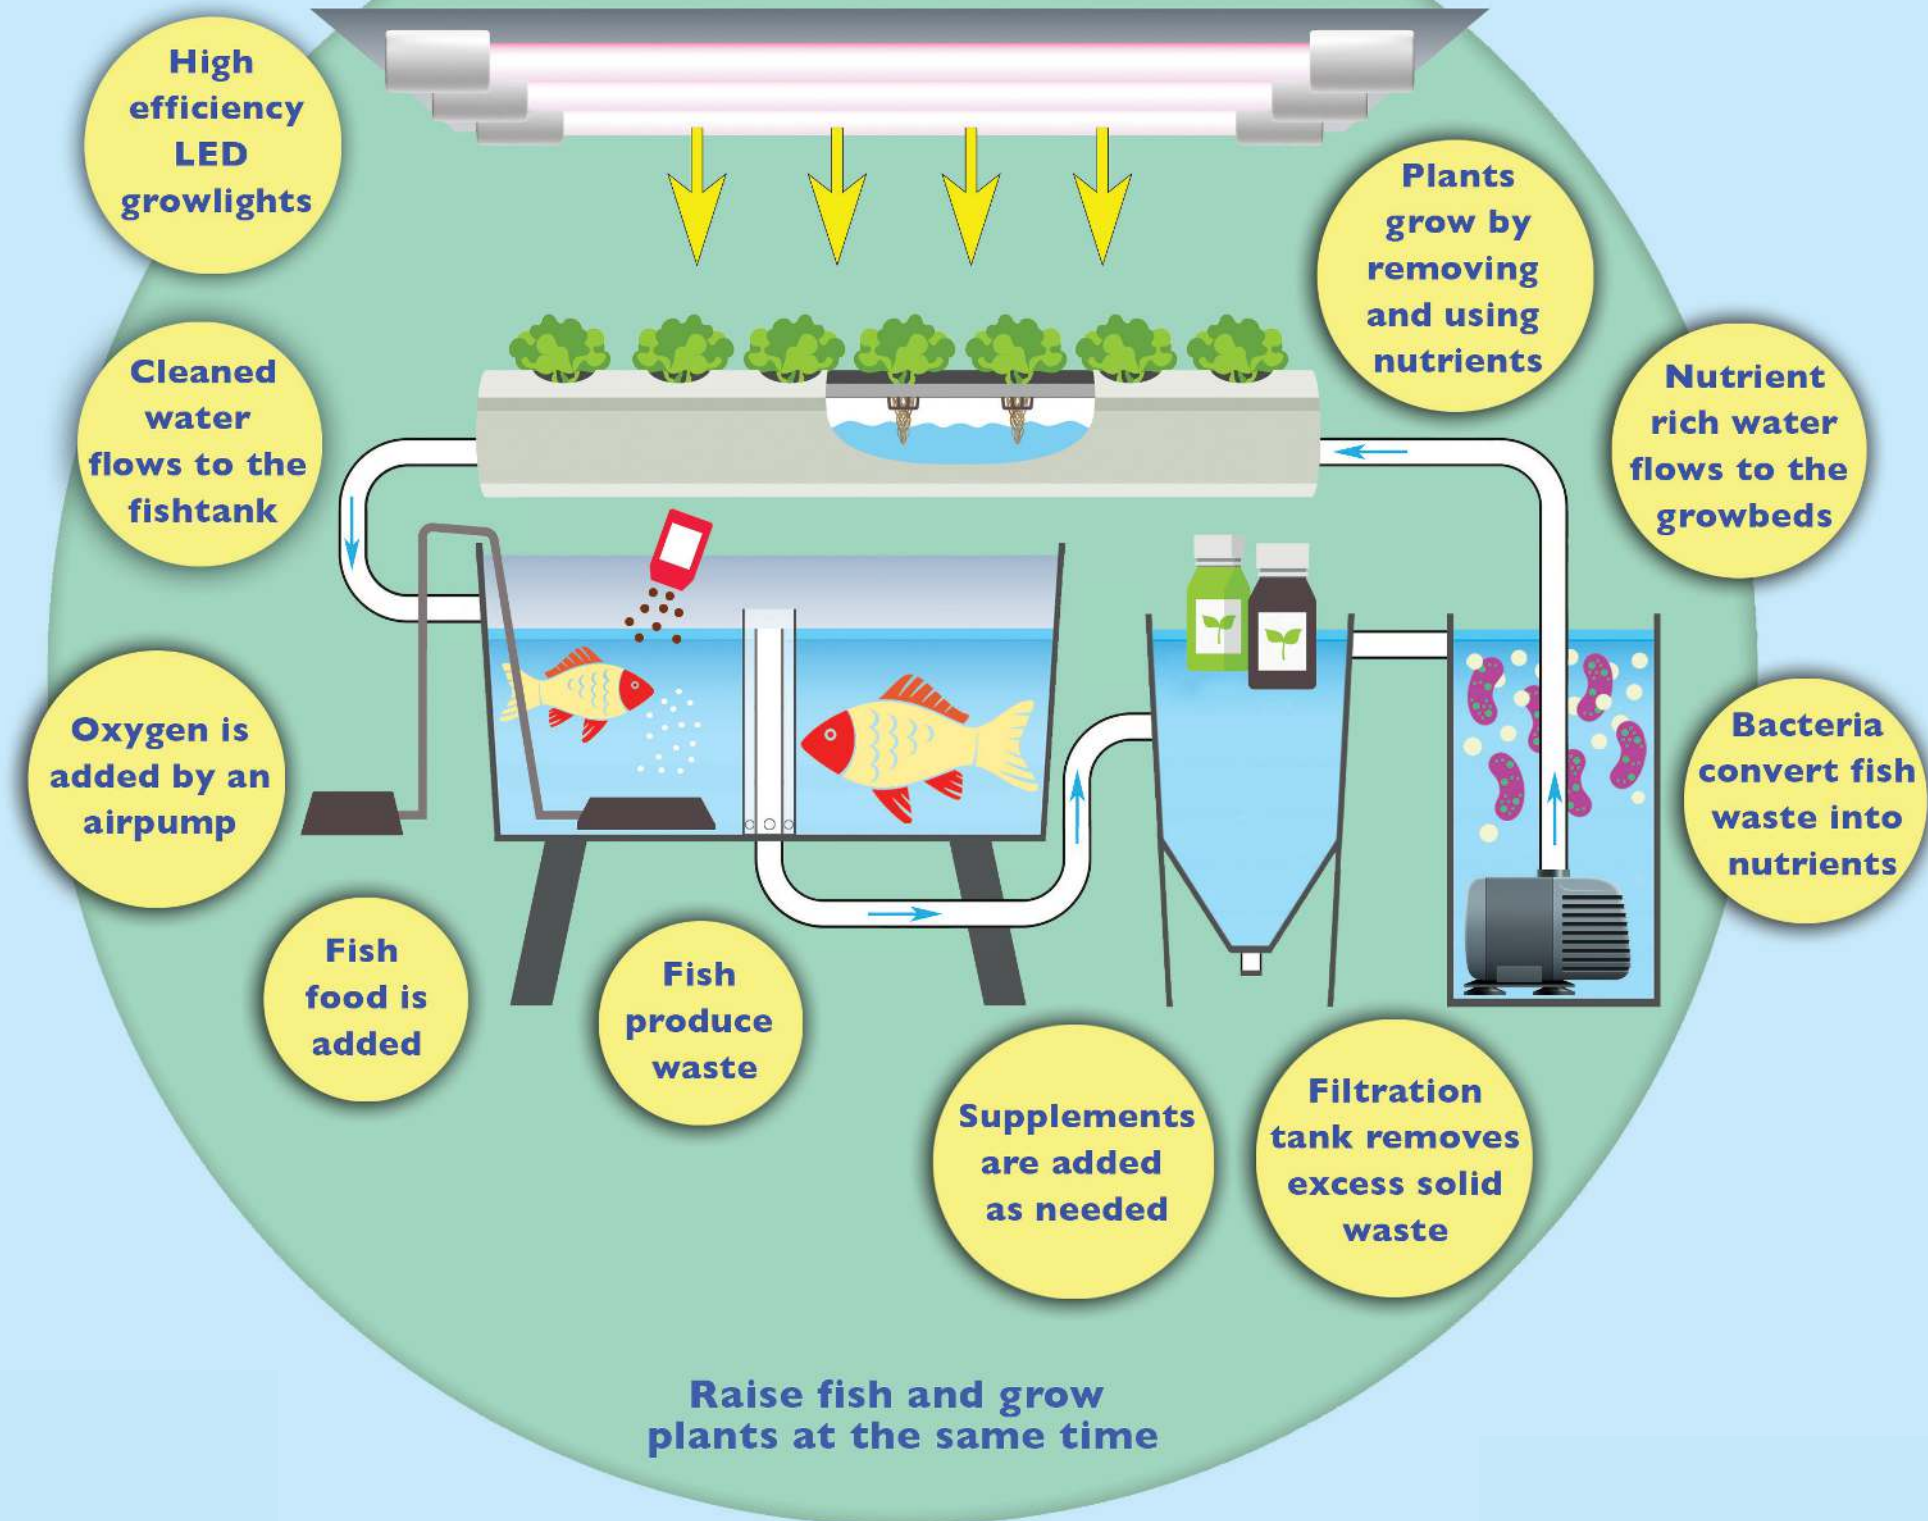 High
efficiency
LED
growlights
Plants
grow by
removing
and using
nutrients
Cleaned
water
flows to the
fishtank
Nutrient
rich water
flows to the
growbeds
Oxygen is
added by an
airpump
Bacteria
convert fish
waste into
nutrients
Fish
food is
added
Fish
produce
waste
Supplements
are added
as needed
Filtration
tank removes
excess solid
waste
Raise fish and grow
plants at the same time